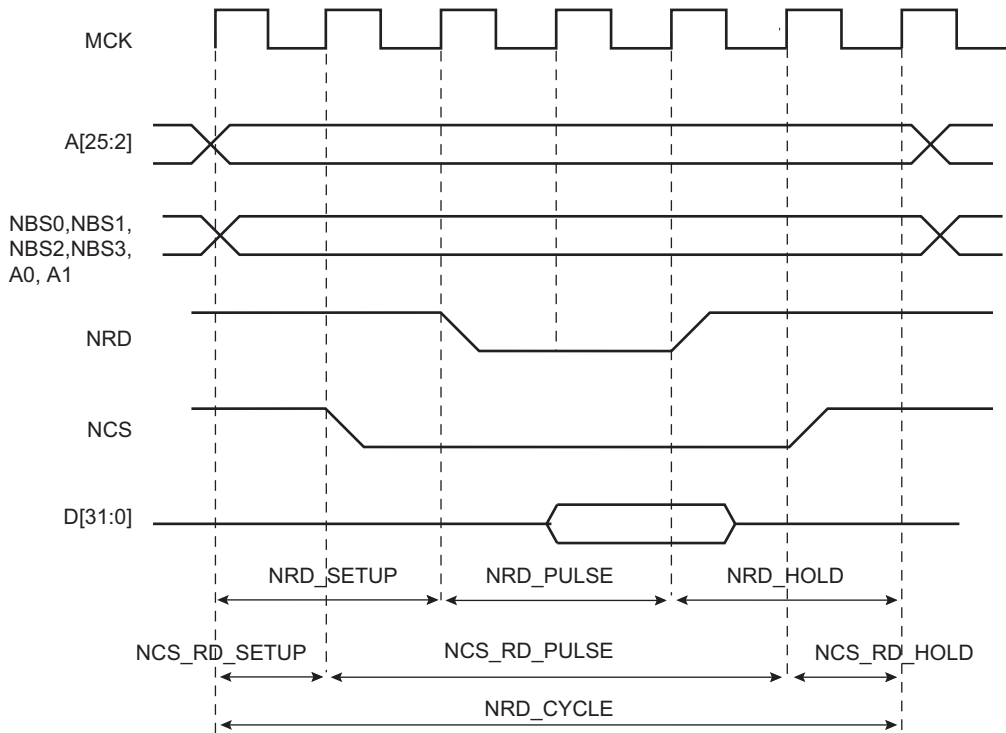 MCK
A[25:2]
NBS0,NBS1,
NBS2,NBS3,
A0, A1
NRD
NCS
D[31:0]
NRD_SETUP NRD_PULSE NRD_HOLD
NCS_RD_SETUP NCS_RD_PULSE NCS_RD_HOLD
NRD_CYCLE